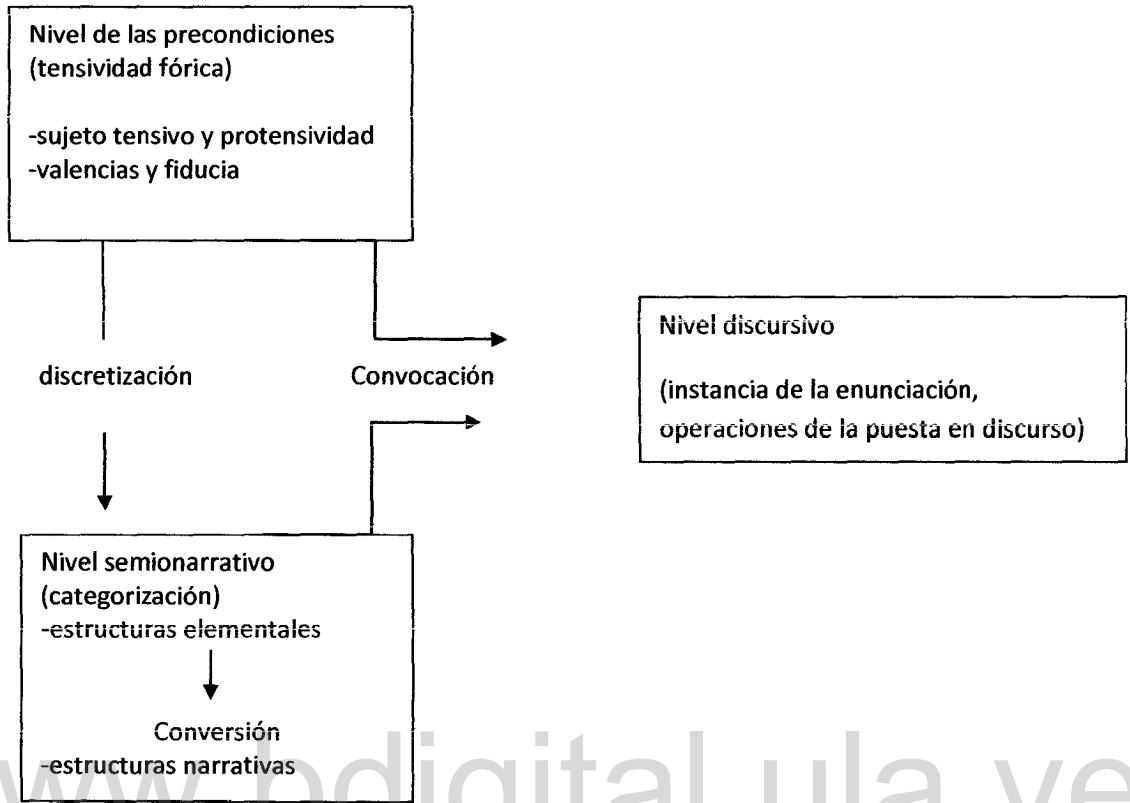 Nivel de las precondiciones
(tensividad fórica)
-sujeto tensivo y protensividad
-valencias y fiducia
discretización
Convocación
Nivel discursivo
(instancia de la enunciación,
operaciones de la puesta en discurso)
Nivel semionarrativo
(categorización)
-estructuras elementales
Conversión
-estructuras narrativas
www.bdigital.ula.ve